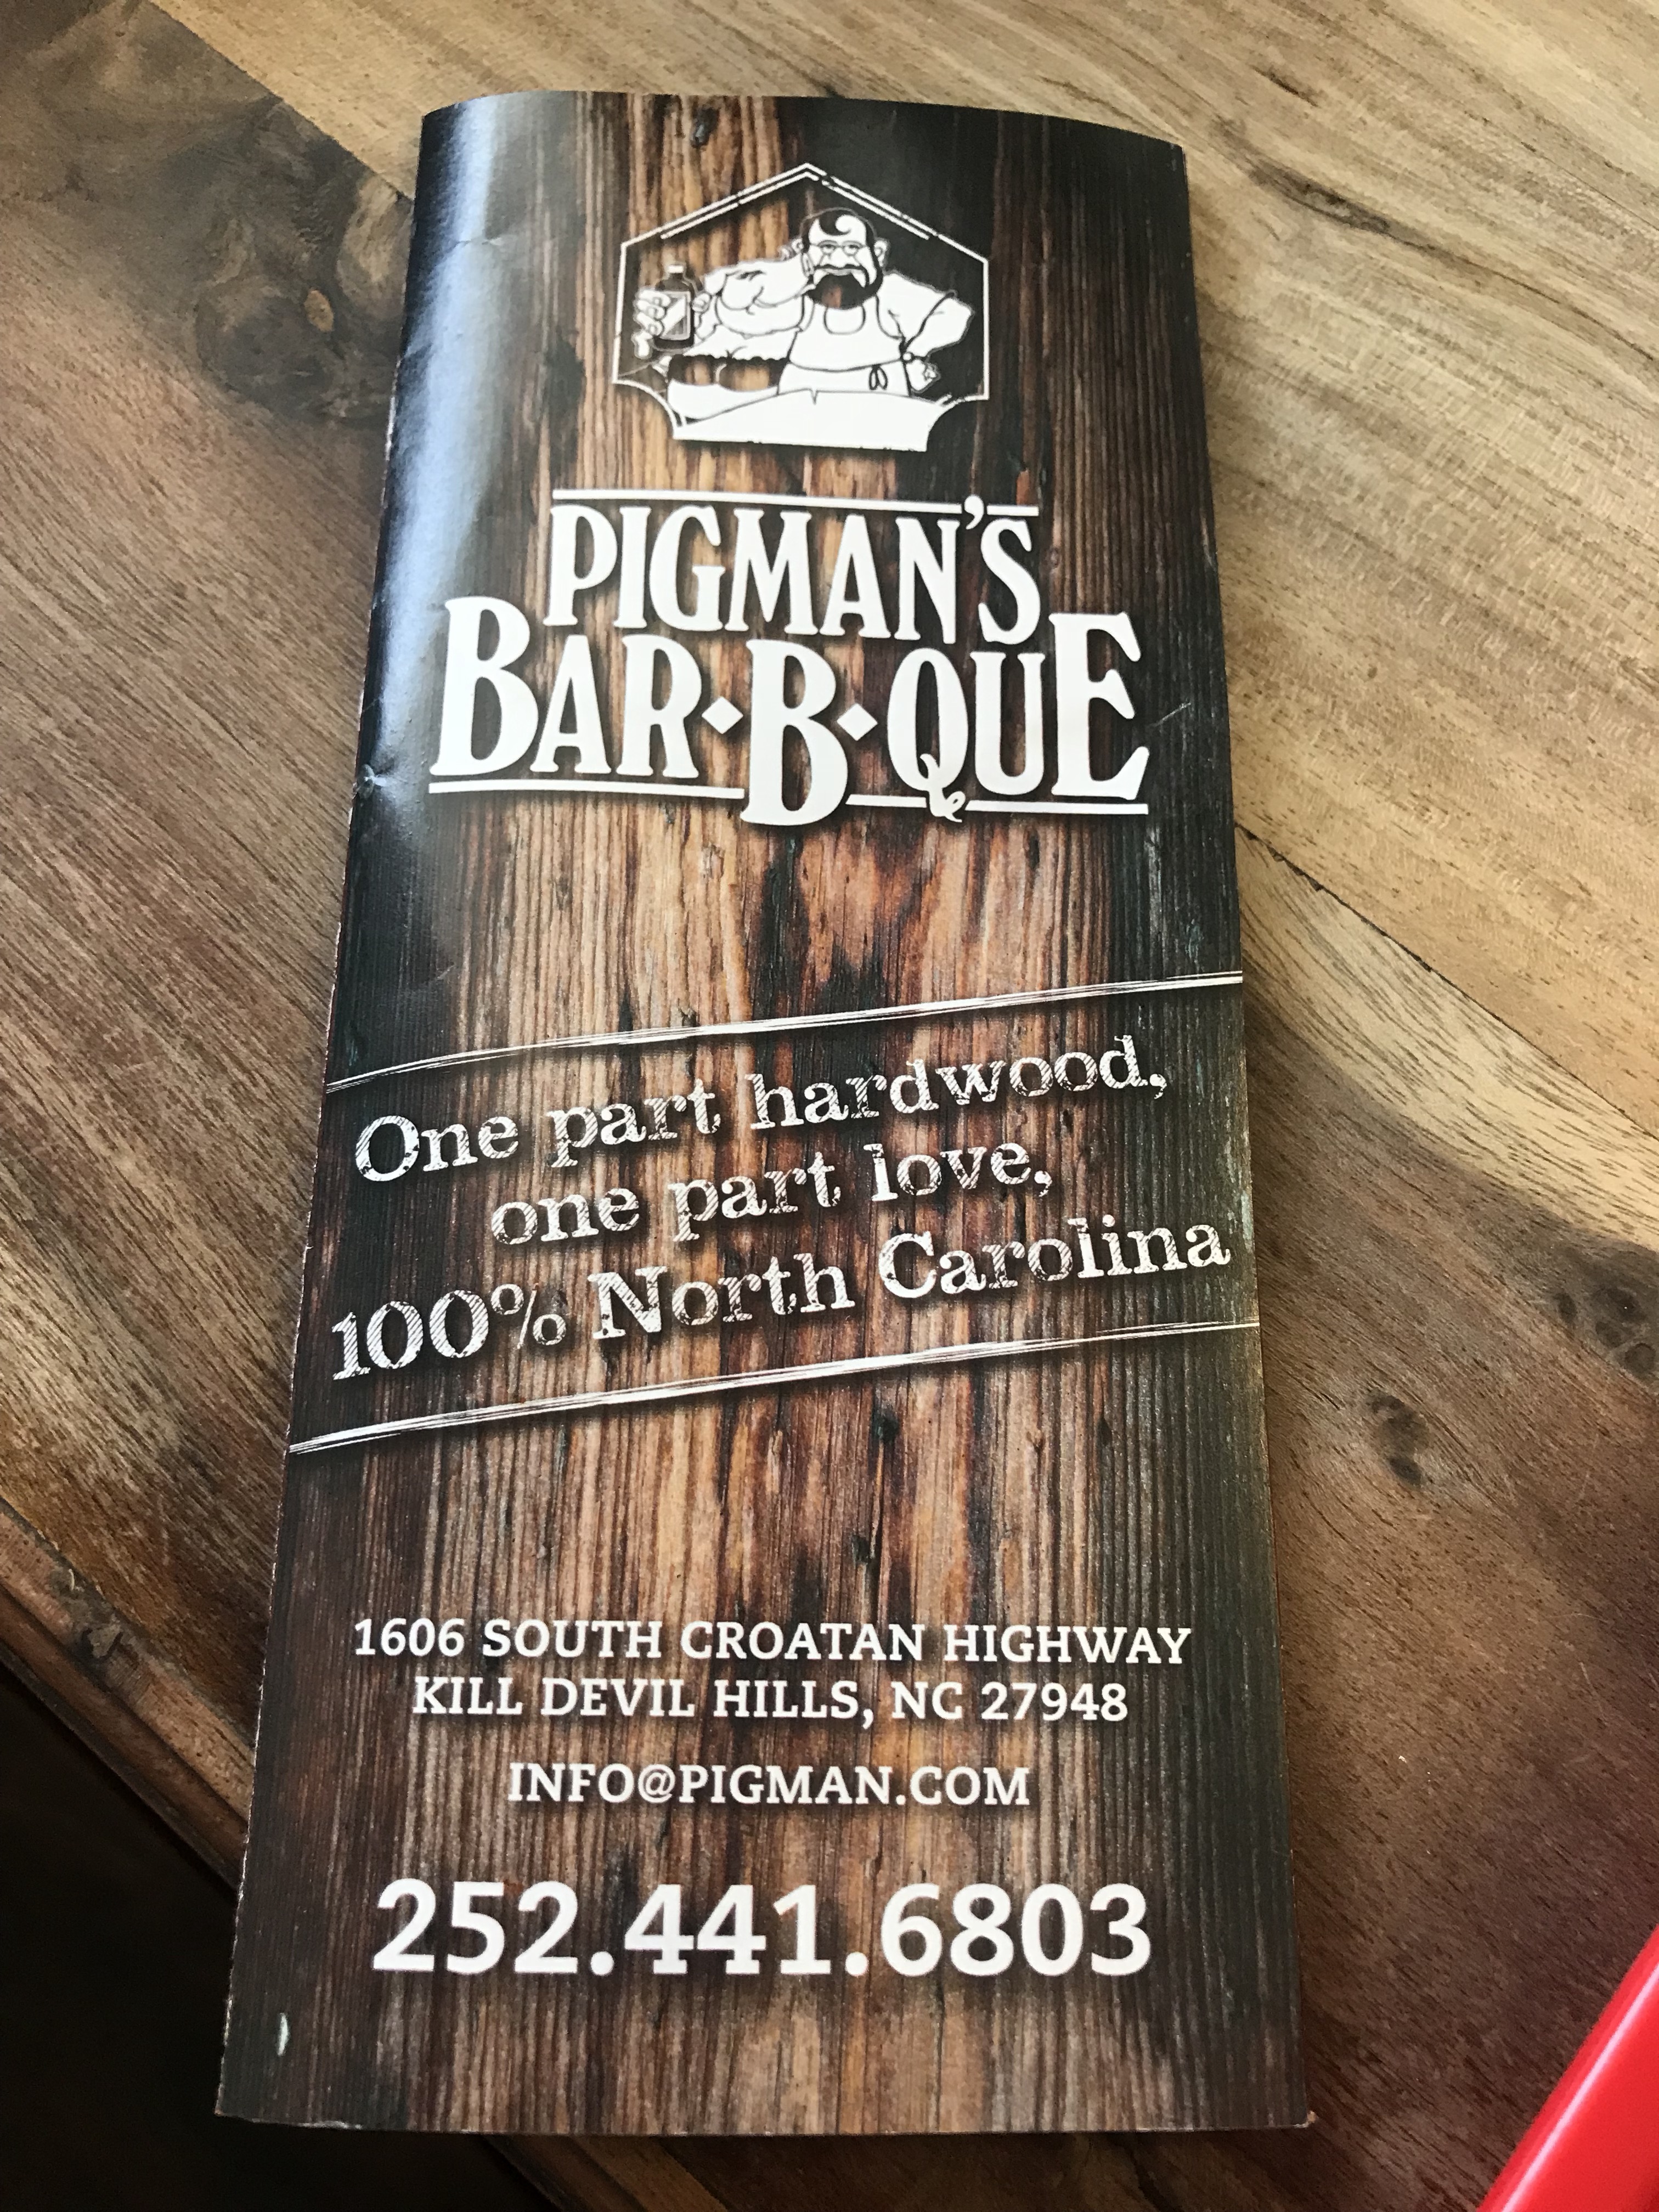 PIGMAN'S
BAR·B·QUE
One part hardwood,
one part love,
100% North Carolina
1606 SOUTH CROATAN HIGHWAY
KILL DEVIL HILLS, NC 27948
INFO@PIGMAN.COM
252.441.6803